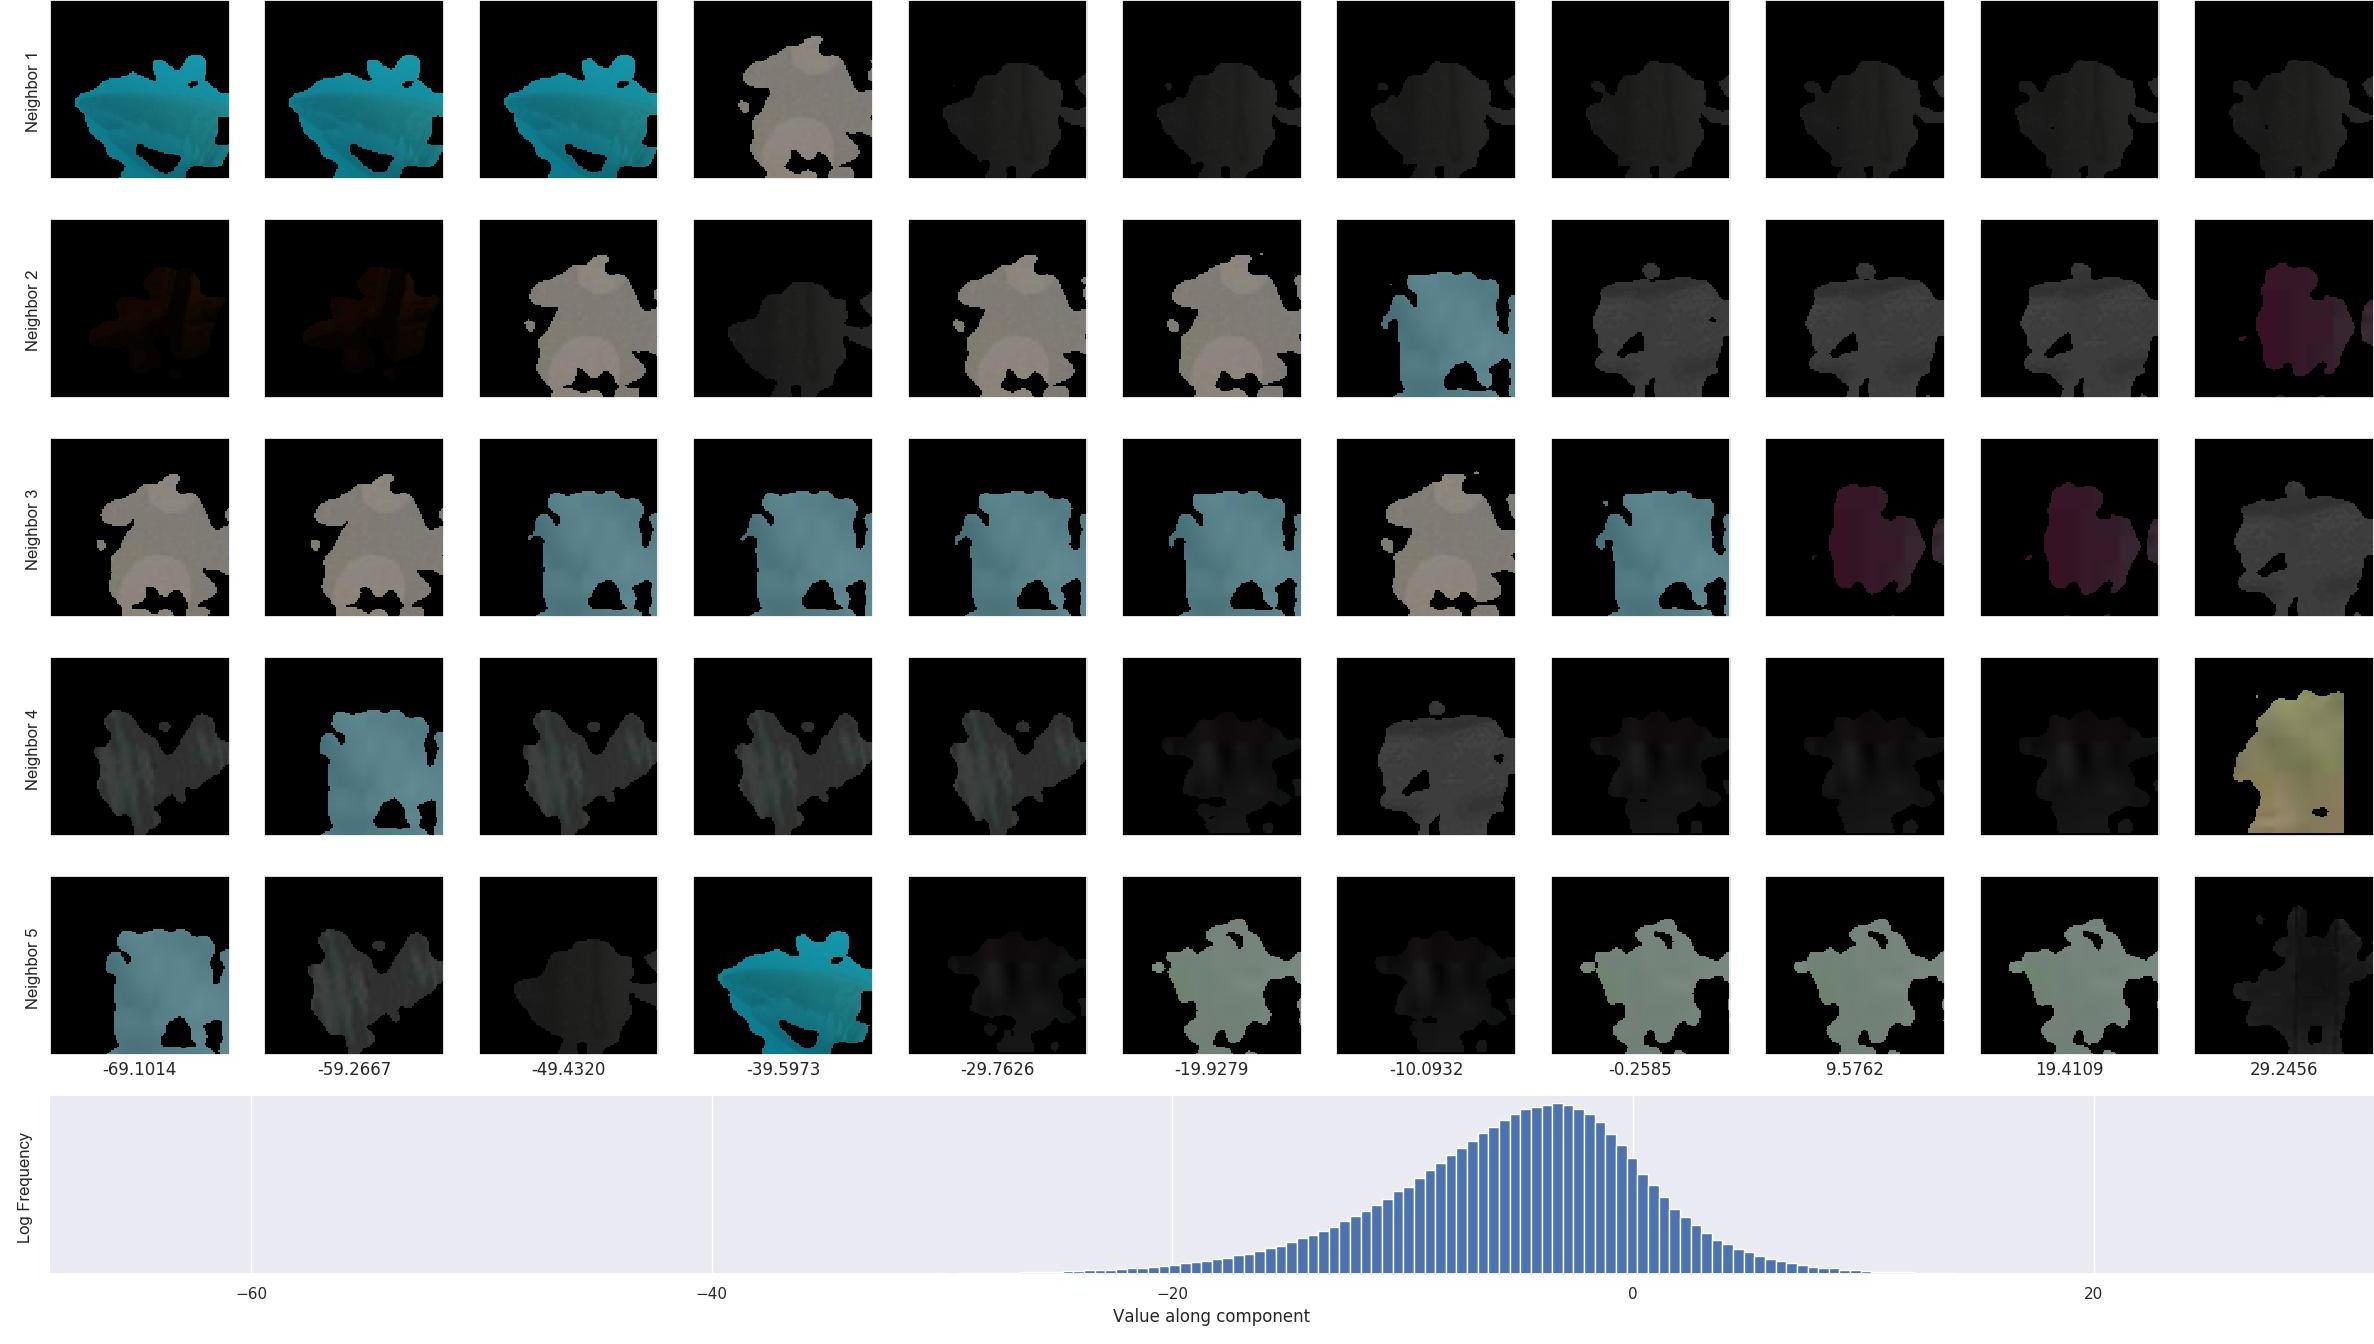 Neighbor 1
Neighbor 2
Neighbor 3
Neighbor 4
Neighbor 5
-69.1014 -59.2667 -49.4320 -39.5973 -29.7626 -19.9279 -10.0932 -0.2585 9.5762 19.4109 29.2456
Log Frequency
−60 −40 −20 0 20
Value along component